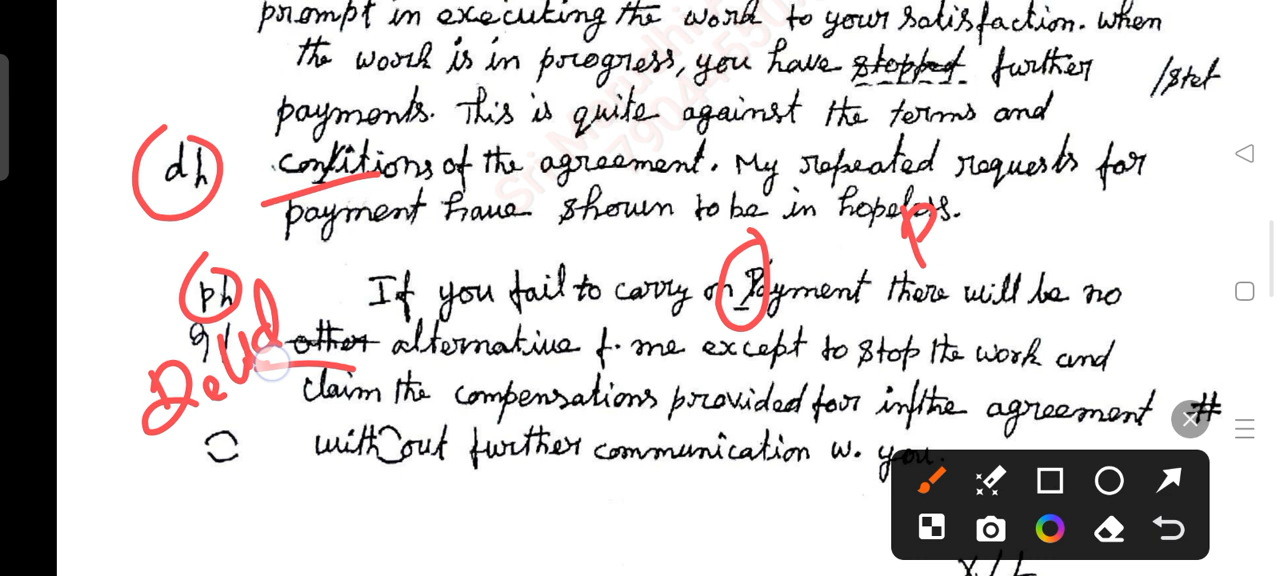 prompt in executing the work to your satisfaction. when
the work is in progress, you have stopped further /stet
payments. This is quite against the terms and
dh conditions of the agreement. My repeated requests for
payment have shown to be in hopeless. P
ph If you fail to carry on Payment there will be no
other alternative f. me except to stop the work and
claim the compensations provided for in/the agreement #
without further communication w. you.